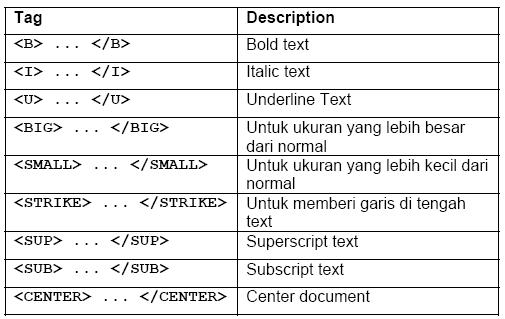 Tag Description
<B> ... </B> Bold text
<I> ... </I> Italic text
<U> ... </U> Underline Text
<BIG> ... </BIG> Untuk ukuran yang lebih besar
dari normal
<SMALL> ... </SMALL> Untuk ukuran yang lebih kecil dari
normal
<STRIKE> ... </STRIKE> Untuk memberi garis di tengah
text
<SUP> ... </SUP> Superscript text
<SUB> ... </SUB> Subscript text
<CENTER> ... </CENTER> Center document